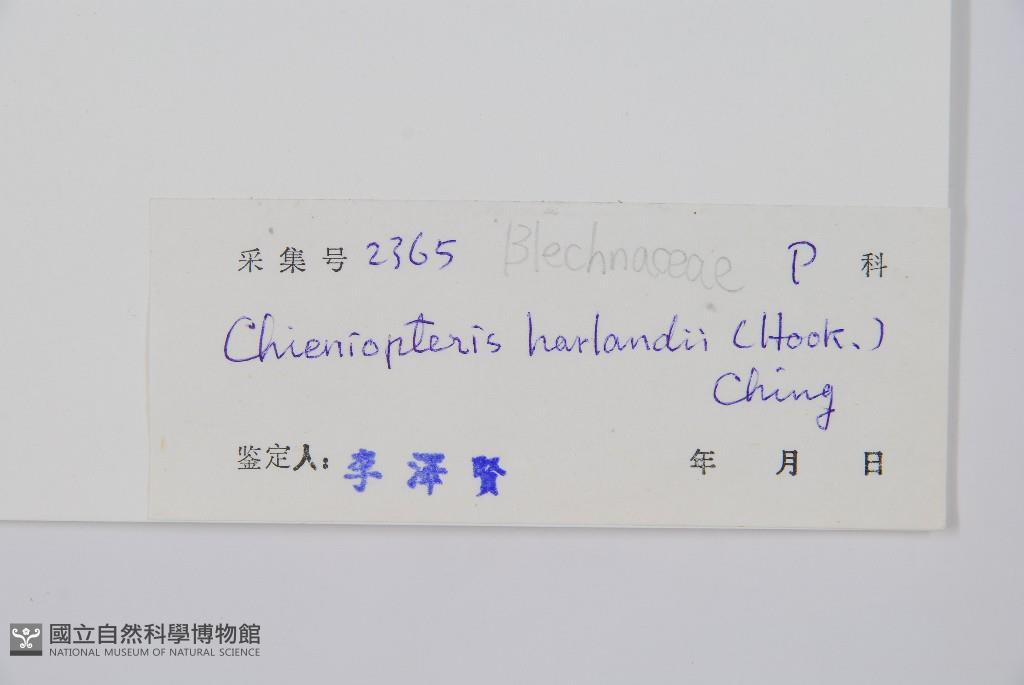 采集号 2365 Blechnaceae P 科
Chieniopteris harlandii (Hook.)
Ching
鉴定人: 李泽賢 年 月 日
國立自然科學博物館
NATIONAL MUSEUM OF NATURAL SCIENCE